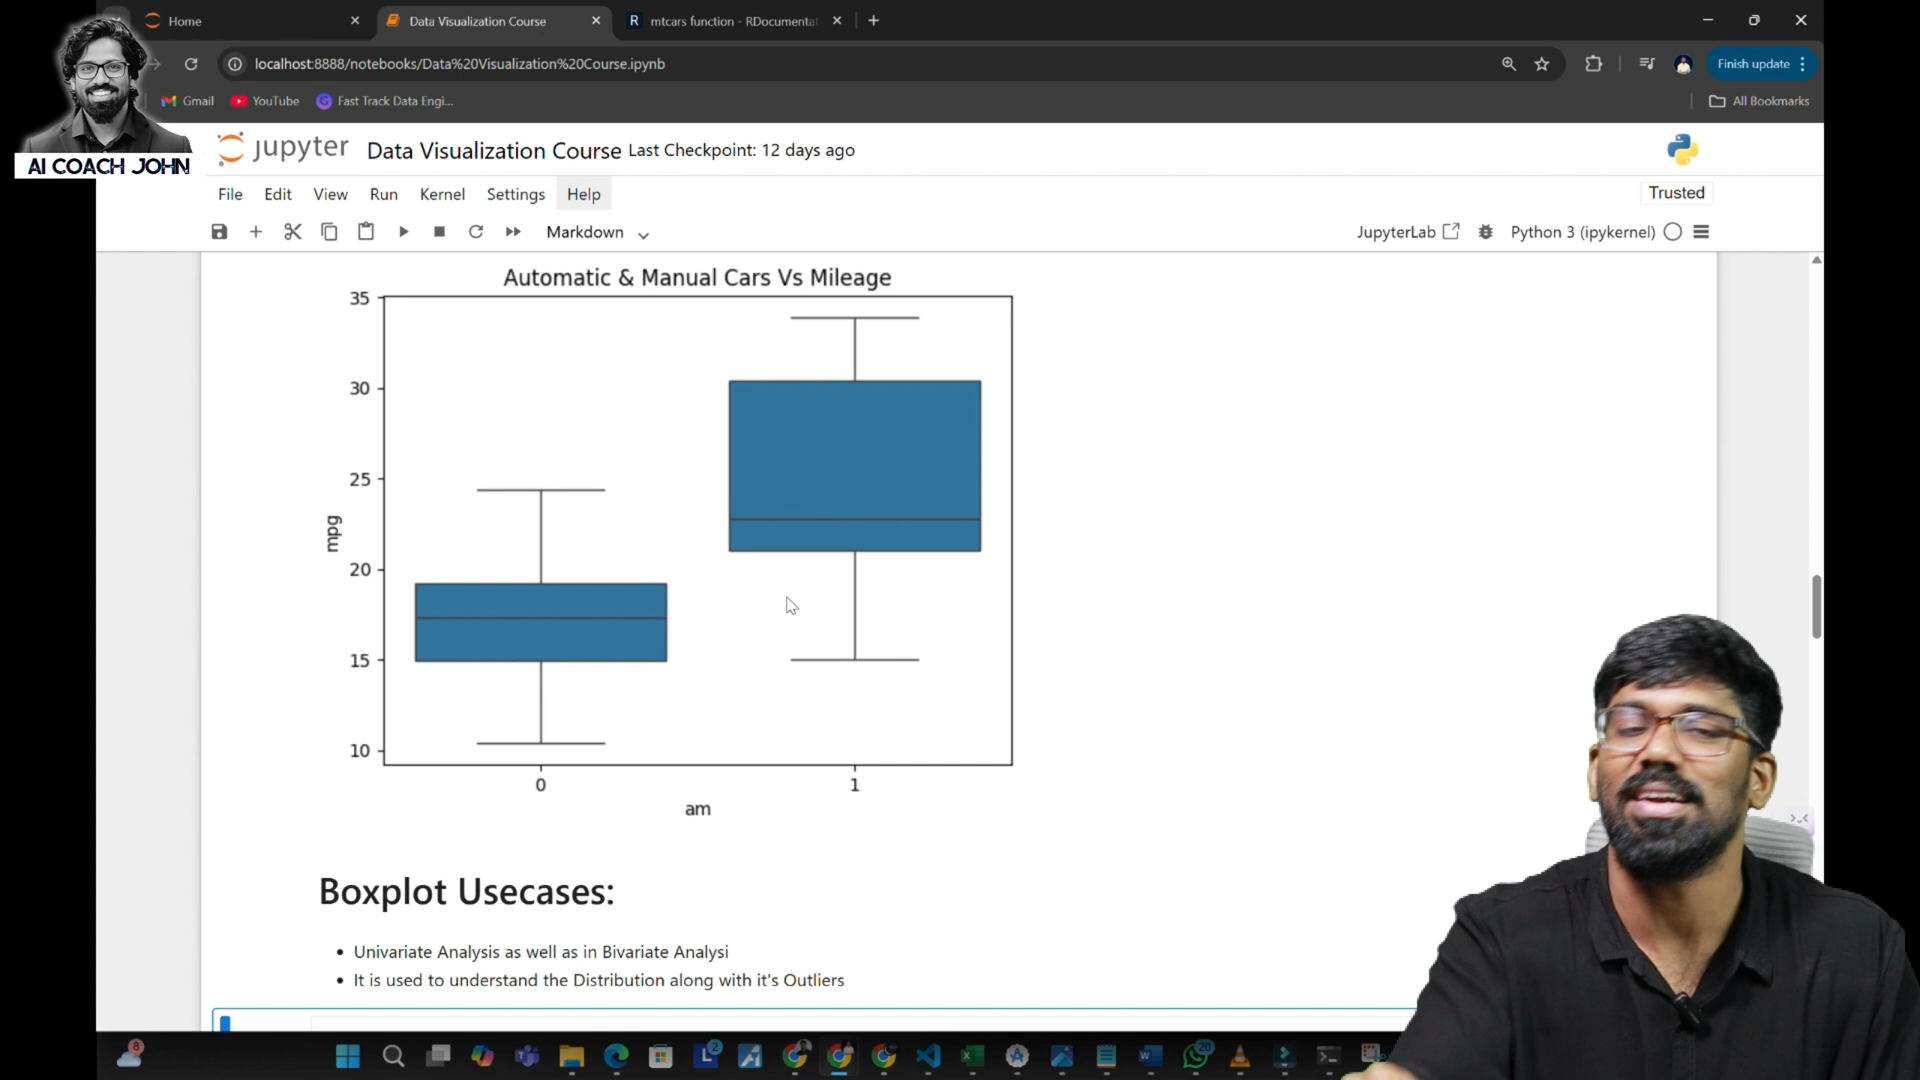 Home
Data Visualization Course
R mtcars function - RDocumenta
localhost:8888/notebooks/Data%20Visualization%20Course.ipynb
Finish update
Gmail
YouTube
Fast Track Data Engi...
All Bookmarks
AI COACH JOHN
jupyter
Data Visualization Course Last Checkpoint: 12 days ago
File Edit View Run Kernel Settings Help
Trusted
Markdown
JupyterLab
Python 3 (ipykernel)
Automatic & Manual Cars Vs Mileage
35
30
25
20
15
10
mpg
0
1
am
Boxplot Usecases:
Univariate Analysis as well as in Bivariate Analysi
It is used to understand the Distribution along with it's Outliers
8
2
20